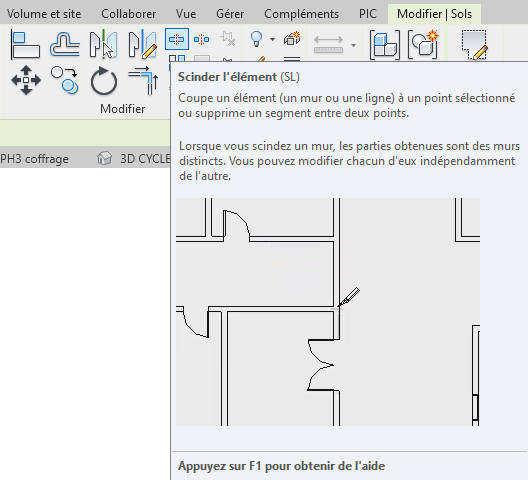 Volume et site Collaborer Vue Gérer Compléments PIC Modifier | Sols
Modifier
PH3 coffrage 3D CYCLE
Scinder l'élément (SL)
Coupe un élément (un mur ou une ligne) à un point sélectionné
ou supprime un segment entre deux points.
Lorsque vous scindez un mur, les parties obtenues sont des murs
distincts. Vous pouvez modifier chacun d'eux indépendamment
de l'autre.
Appuyez sur F1 pour obtenir de l'aide